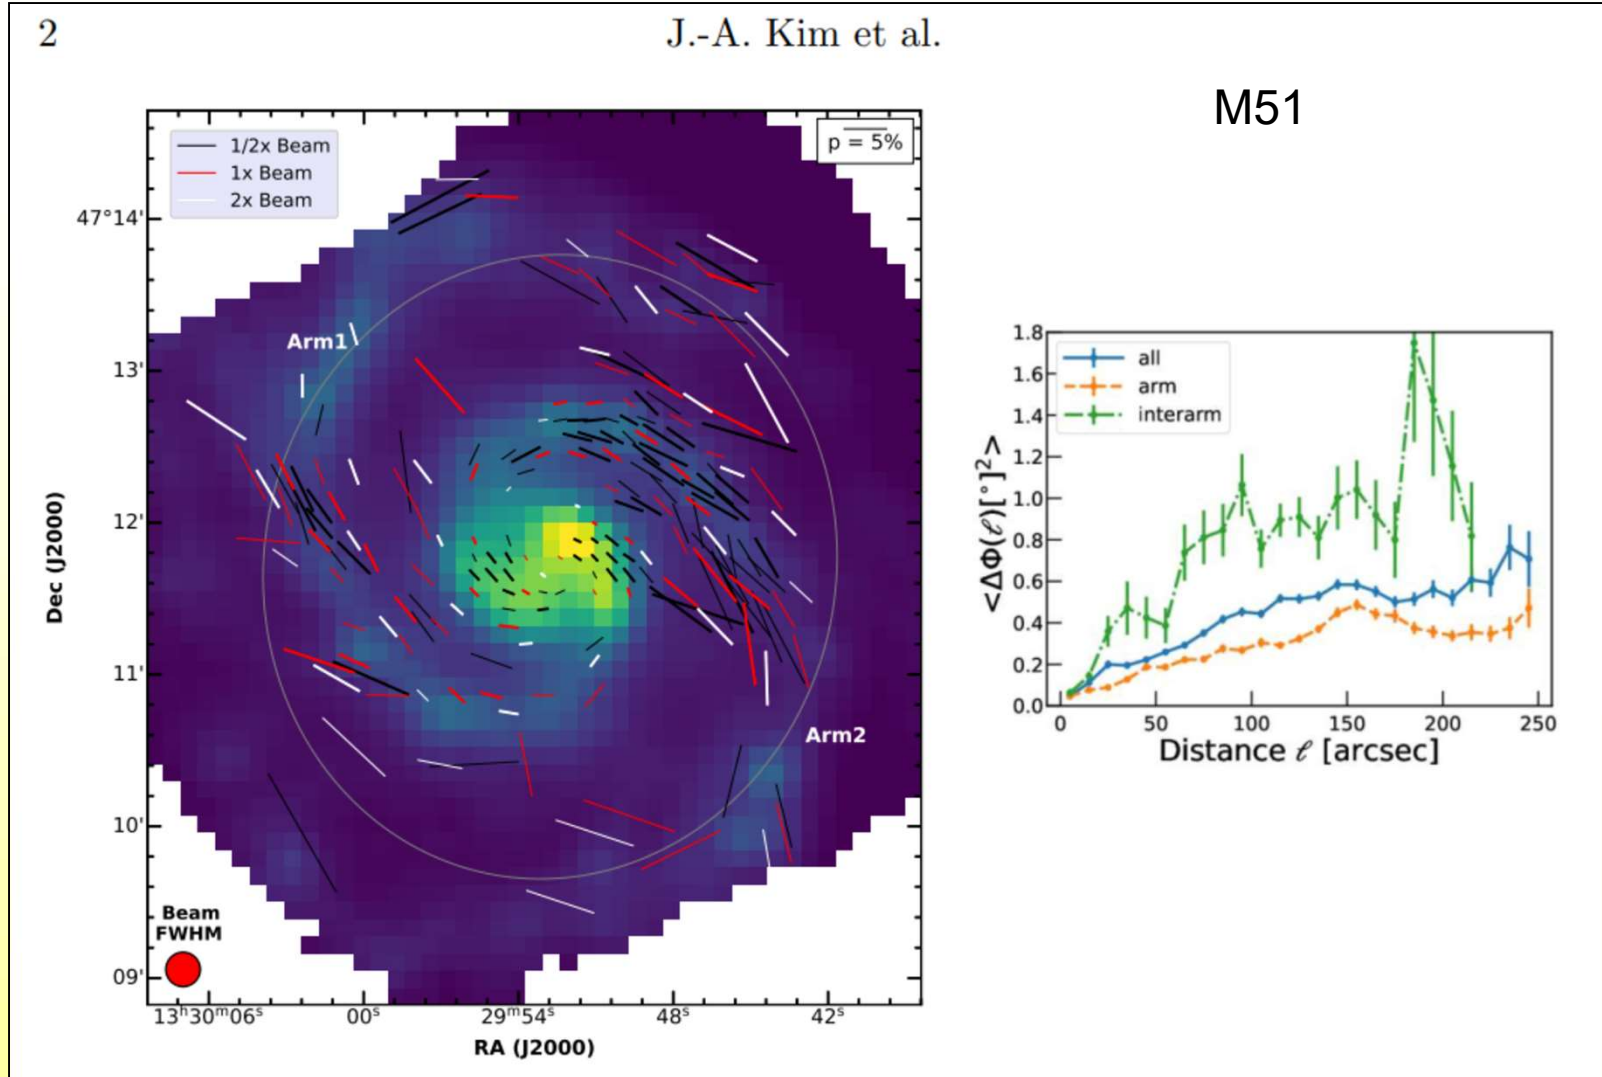 2
J.-A. Kim et al.
M51
1/2x Beam
1x Beam
2x Beam
p = 5%
47°14'
13'
12'
11'
10'
09'
Dec (J2000)
Arm1
Arm2
Beam
FWHM
13ʰ30ᵐ06ˢ 00ˢ 29ᵐ54ˢ 48ˢ 42ˢ
RA (J2000)
all
arm
interarm
1.8
1.6
1.4
1.2
1.0
0.8
0.6
0.4
0.2
0.0
<ΔΦ(ℓ)[°]²>
0 50 100 150 200 250
Distance ℓ [arcsec]